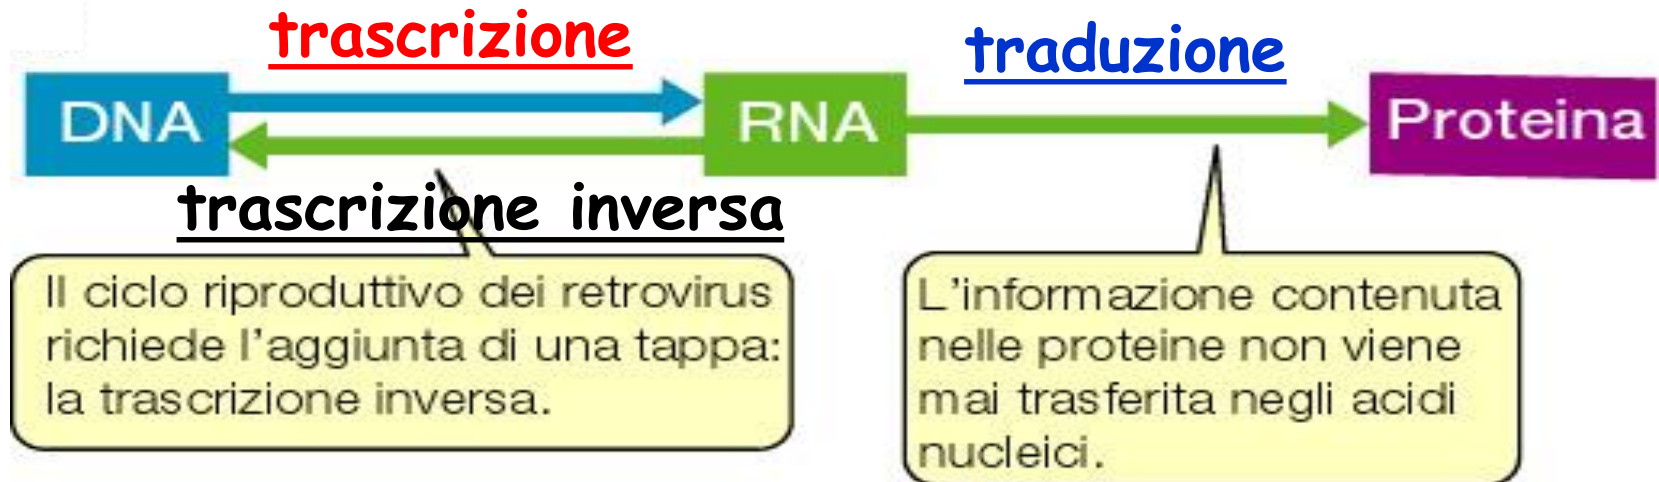 trascrizione
traduzione
DNA
RNA
Proteina
trascrizione inversa
Il ciclo riproduttivo dei retrovirus
richiede l'aggiunta di una tappa:
la trascrizione inversa.
L'informazione contenuta
nelle proteine non viene
mai trasferita negli acidi
nucleici.